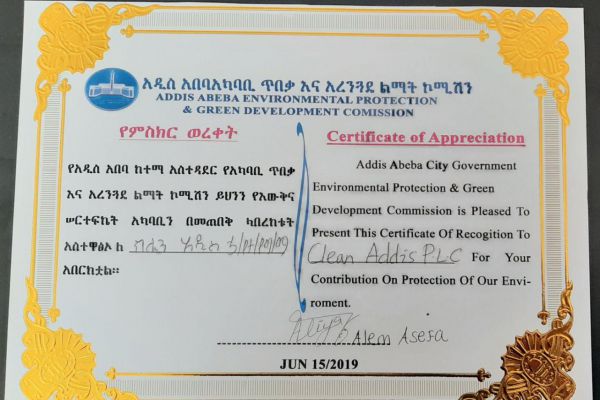 አዲስ አበባአካባቢ ጥበቃ እና አረንጓዴ ልማት ኮሚሽን
ADDIS ABEBA ENVIRONMENTAL PROTECTION
& GREEN DEVELOPMENT COMISSION
የምስክር ወረቀት
የአዲስ አበባ ከተማ አስተዳደር የአካባቢ ጥበቃ
እና አረንጓዴ ልማት ኮሚሽን ይህንን የእውቅና
ሠርተፍኬት አካባቢን በመጠበቅ ላበረከቱት
አስተዋፅኦ ለ
አበርክቷል።
Certificate of Appreciation
Addis Abeba City Government
Environmental Protection & Green
Development Commission is Pleased To
Present This Certificate Of Recogition To
Clean Addis PLC For Your
Contribution On Protection Of Our Envi-
roment.
Alem Asefa
JUN 15/2019